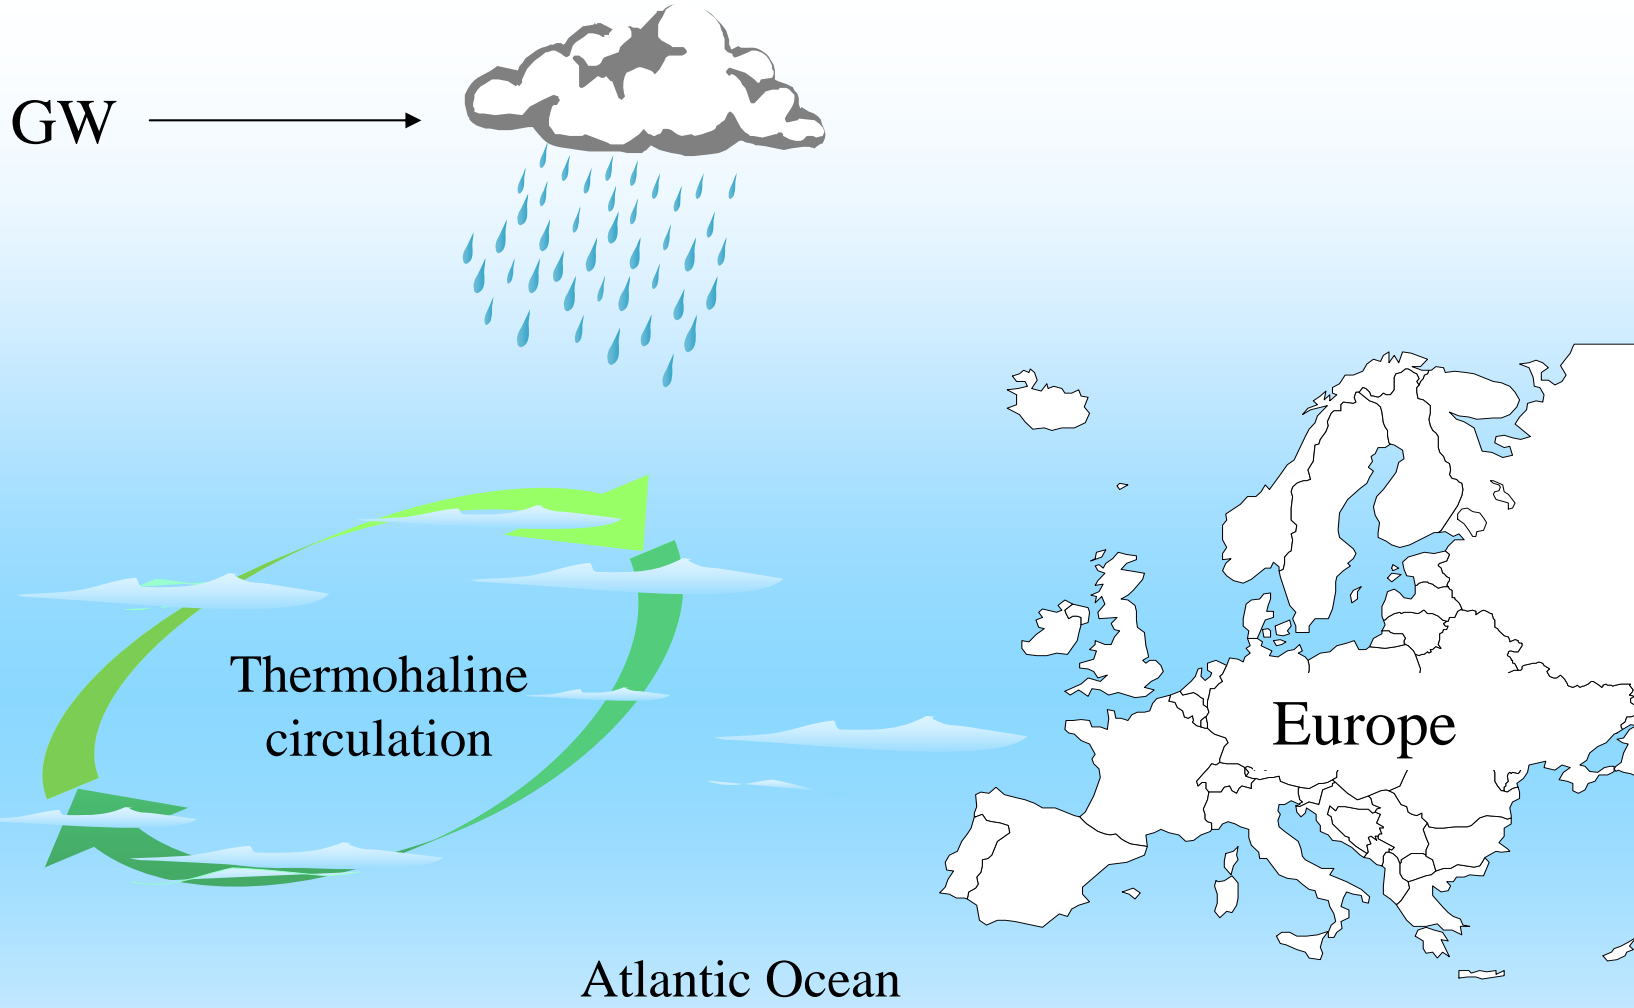 GW
Thermohaline
circulation
Europe
Atlantic Ocean